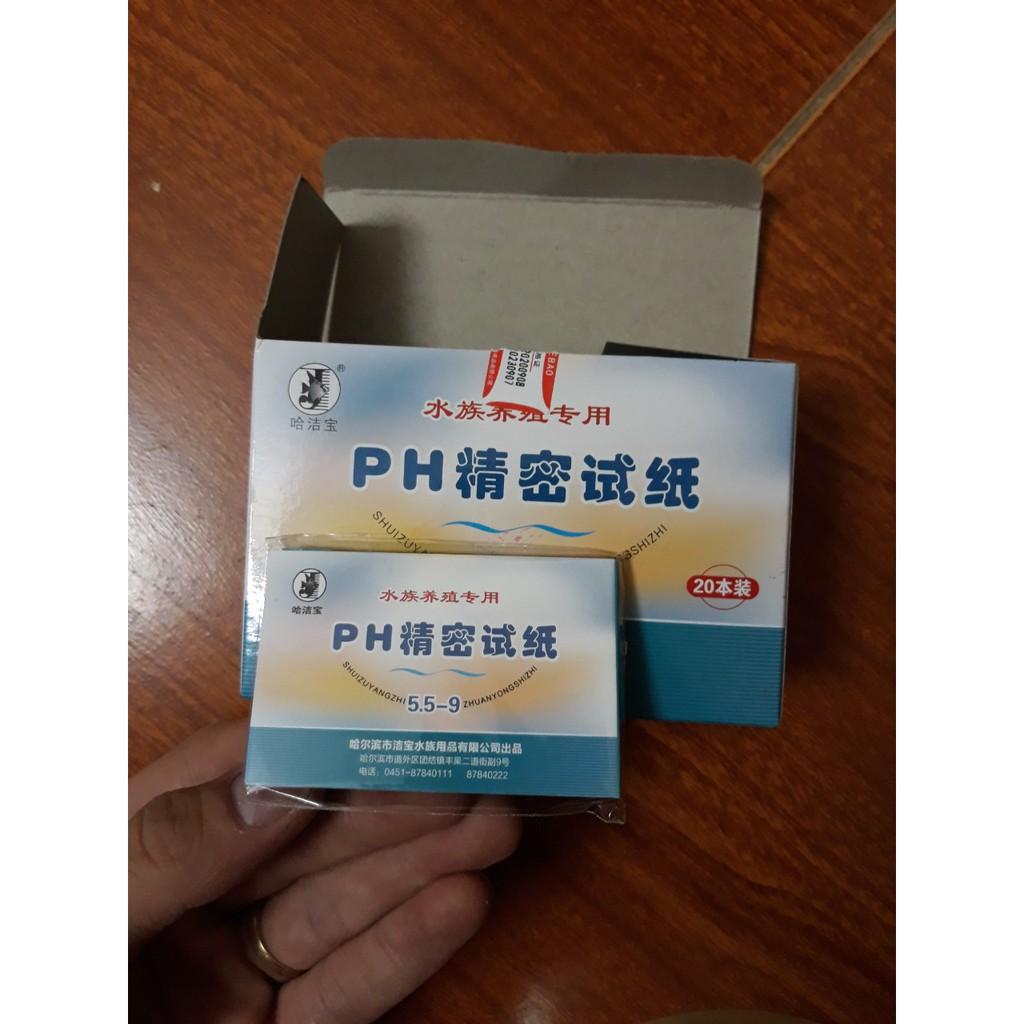 EBAO
20200908
20230907
哈洁宝
水族养殖专用
PH精密试纸
20本装
哈洁宝
水族养殖专用
PH精密试纸
SHUIZUYANGZHI 5.5-9 ZHUANYONGSHIZHI
哈尔滨市洁宝水族用品有限公司出品
哈尔滨市道外区团结镇丰果二道街副9号
电话：0451-87840111 87840222